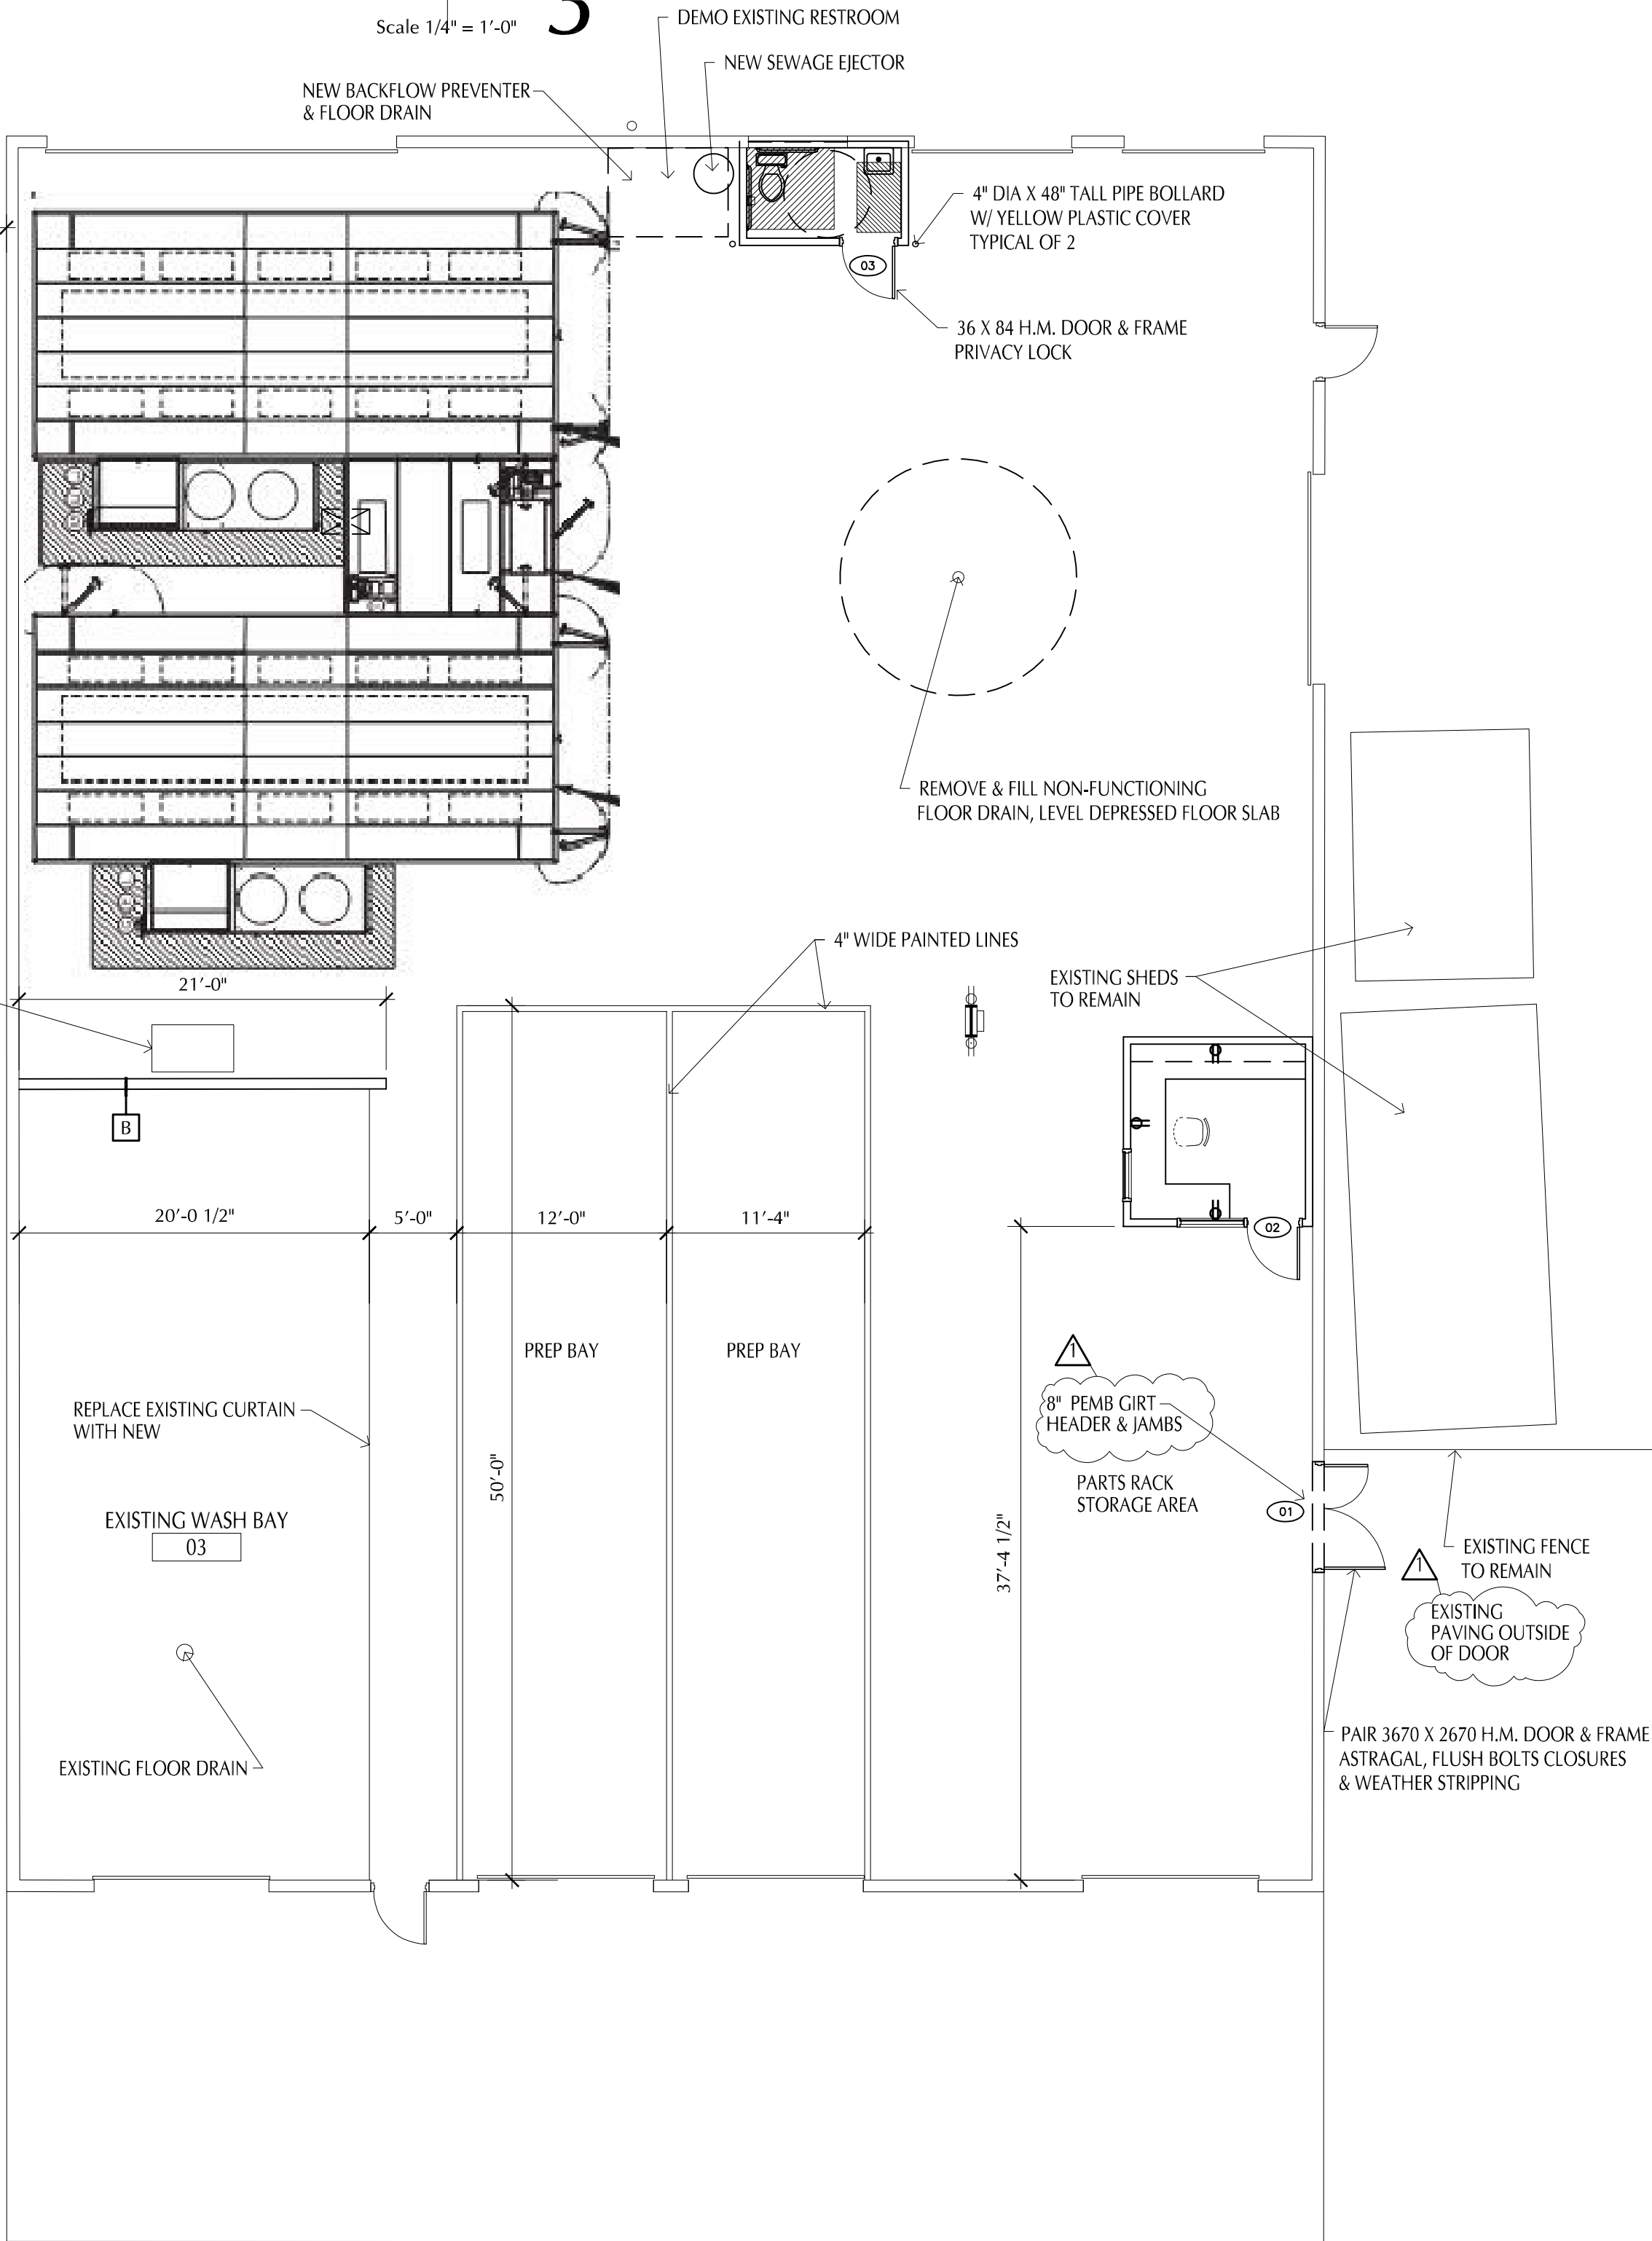 Scale 1/4" = 1'-0"
DEMO EXISTING RESTROOM
NEW SEWAGE EJECTOR
NEW BACKFLOW PREVENTER
& FLOOR DRAIN
4" DIA X 48" TALL PIPE BOLLARD
W/ YELLOW PLASTIC COVER
TYPICAL OF 2
03
36 X 84 H.M. DOOR & FRAME
PRIVACY LOCK
REMOVE & FILL NON-FUNCTIONING
FLOOR DRAIN, LEVEL DEPRESSED FLOOR SLAB
4" WIDE PAINTED LINES
EXISTING SHEDS
TO REMAIN
21'-0"
B
20'-0 1/2"
5'-0"
12'-0"
11'-4"
02
PREP BAY
PREP BAY
1
8" PEMB GIRT
HEADER & JAMBS
REPLACE EXISTING CURTAIN
WITH NEW
50'-0"
PARTS RACK
STORAGE AREA
01
EXISTING WASH BAY
03
37'-4 1/2"
EXISTING FENCE
TO REMAIN
1
EXISTING
PAVING OUTSIDE
OF DOOR
EXISTING FLOOR DRAIN
PAIR 3670 X 2670 H.M. DOOR & FRAME
ASTRAGAL, FLUSH BOLTS CLOSURES
& WEATHER STRIPPING